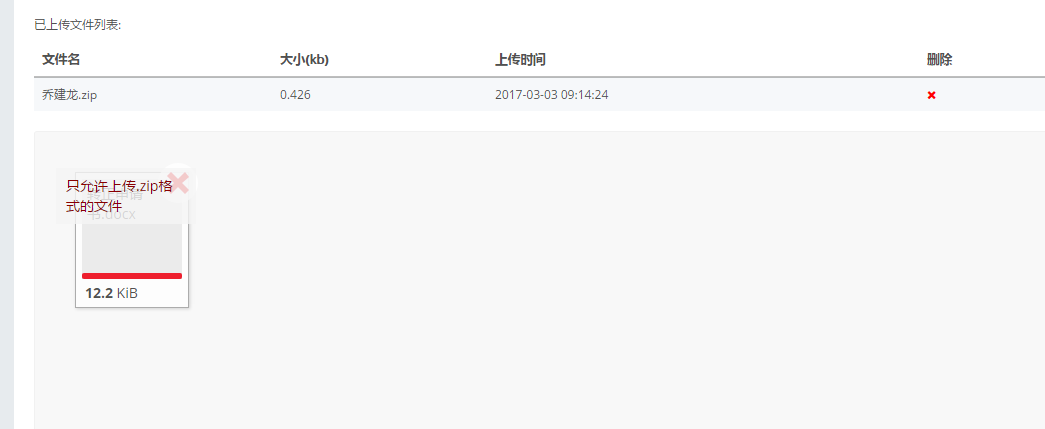 已上传文件列表:
文件名 大小(kb) 上传时间 删除
乔建龙.zip 0.426 2017-03-03 09:14:24
只允许上传.zip格
式的文件
书.docx
12.2 KiB